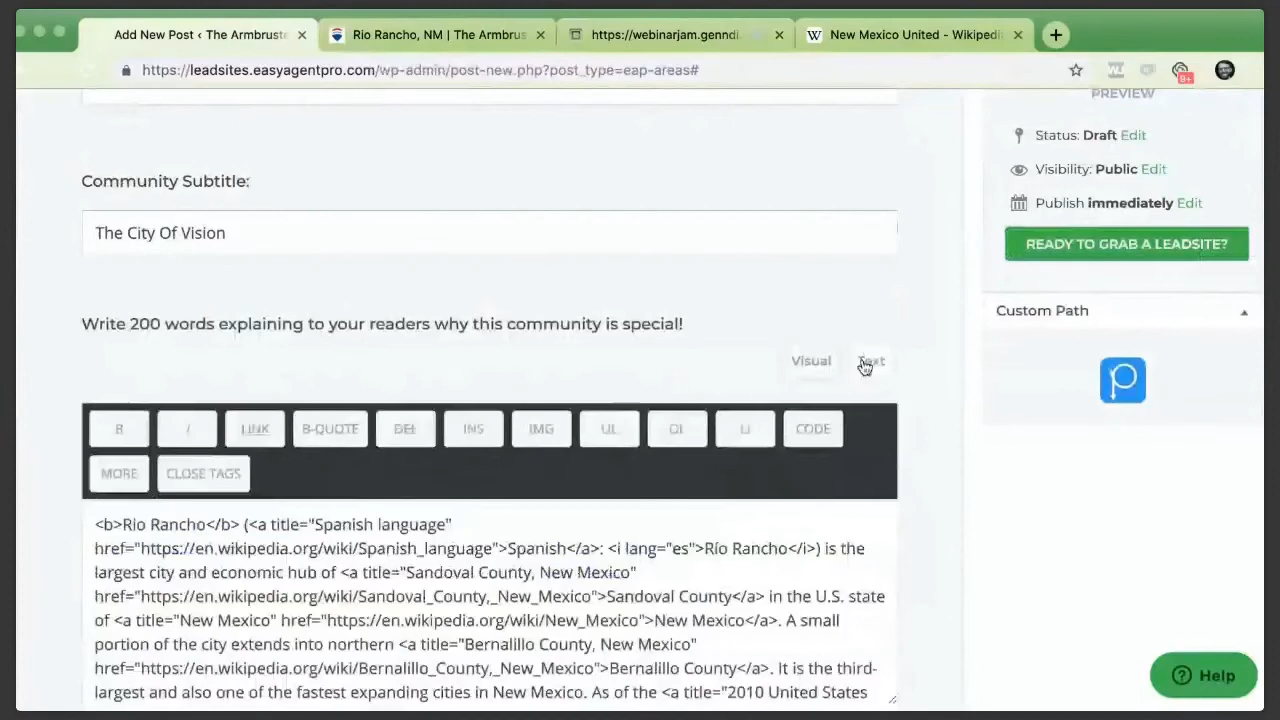 Add New Post ‹ The Armbruste
Rio Rancho, NM | The Armbrus
https://webinarjam.genndi.
New Mexico United - Wikipedi
https://leadsites.easyagentpro.com/wp-admin/post-new.php?post_type=eap-areas#
8+
PREVIEW
Status: Draft Edit
Visibility: Public Edit
Publish immediately Edit
READY TO GRAB A LEADSITE?
Custom Path
Community Subtitle:
The City Of Vision
Write 200 words explaining to your readers why this community is special!
Visual Text
B / LINK B-QUOTE DEL INS IMG UL OL LI CODE
MORE CLOSE TAGS
<b>Rio Rancho</b> (<a title="Spanish language"
href="https://en.wikipedia.org/wiki/Spanish_language">Spanish</a>: <i lang="es">Río Rancho</i>) is the
largest city and economic hub of <a title="Sandoval County, New Mexico"
href="https://en.wikipedia.org/wiki/Sandoval_County,_New_Mexico">Sandoval County</a> in the U.S. state
of <a title="New Mexico" href="https://en.wikipedia.org/wiki/New_Mexico">New Mexico</a>. A small
portion of the city extends into northern <a title="Bernalillo County, New Mexico"
href="https://en.wikipedia.org/wiki/Bernalillo_County,_New_Mexico">Bernalillo County</a>. It is the third-
largest and also one of the fastest expanding cities in New Mexico. As of the <a title="2010 United States
Help